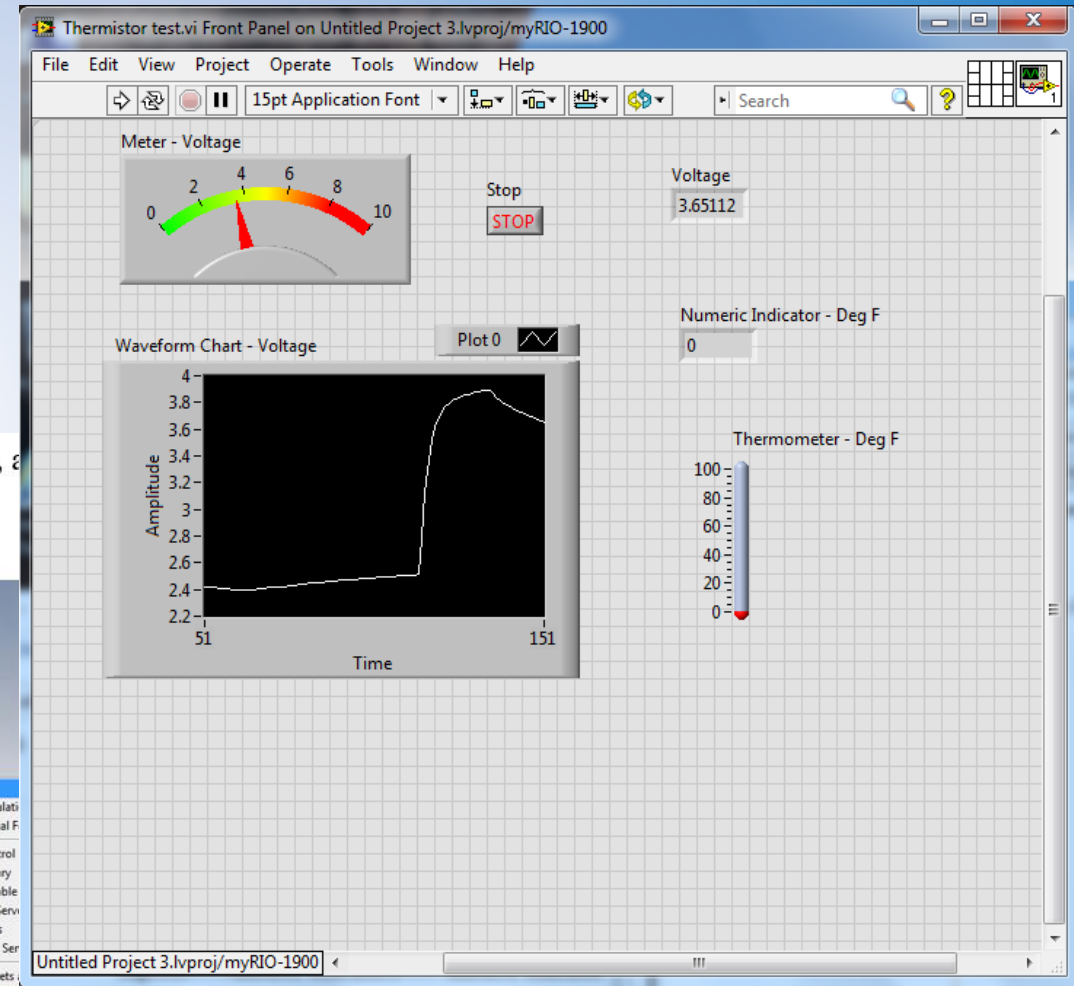 Thermistor test.vi Front Panel on Untitled Project 3.lvproj/myRIO-1900
File Edit View Project Operate Tools Window Help
15pt Application Font
Search
1
Meter - Voltage
0 2 4 6 8 10
Stop
STOP
Voltage
3.65112
Numeric Indicator - Deg F
0
Waveform Chart - Voltage
Plot 0
4
3.8
3.6
3.4
3.2
3
2.8
2.6
2.4
2.2
Amplitude
51 151
Time
Thermometer - Deg F
100
80
60
40
20
0
Untitled Project 3.lvproj/myRIO-1900